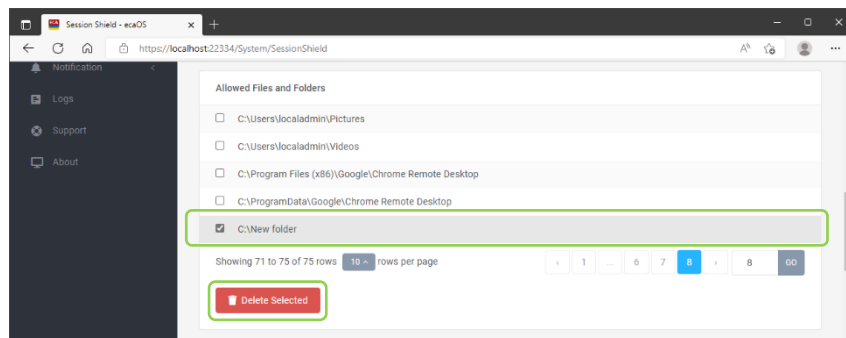 Session Shield - ecaOS
https://localhost:22334/System/SessionShield
Notification
Logs
Support
About
Allowed Files and Folders
C:\Users\localadmin\Pictures
C:\Users\localadmin\Videos
C:\Program Files (x86)\Google\Chrome Remote Desktop
C:\ProgramData\Google\Chrome Remote Desktop
C:\New folder
Showing 71 to 75 of 75 rows 10 rows per page ‹ 1 ... 6 7 8 › 8 GO
Delete Selected